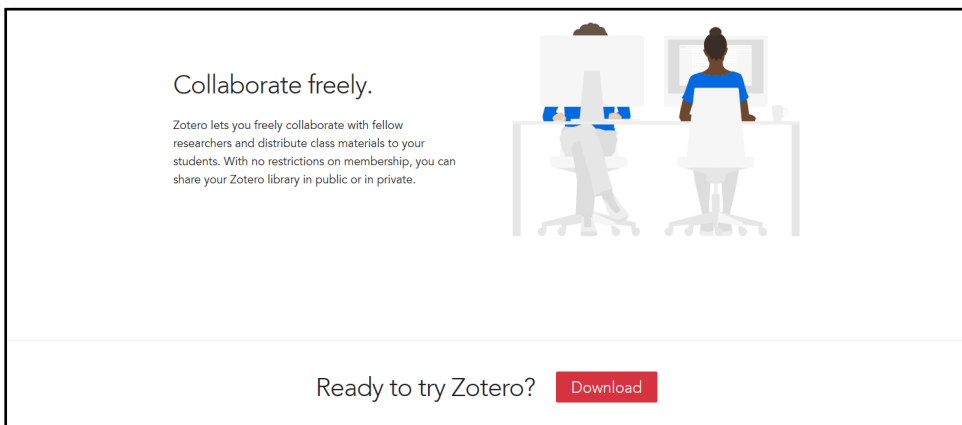 Collaborate freely.
Zotero lets you freely collaborate with fellow
researchers and distribute class materials to your
students. With no restrictions on membership, you can
share your Zotero library in public or in private.
Ready to try Zotero? Download